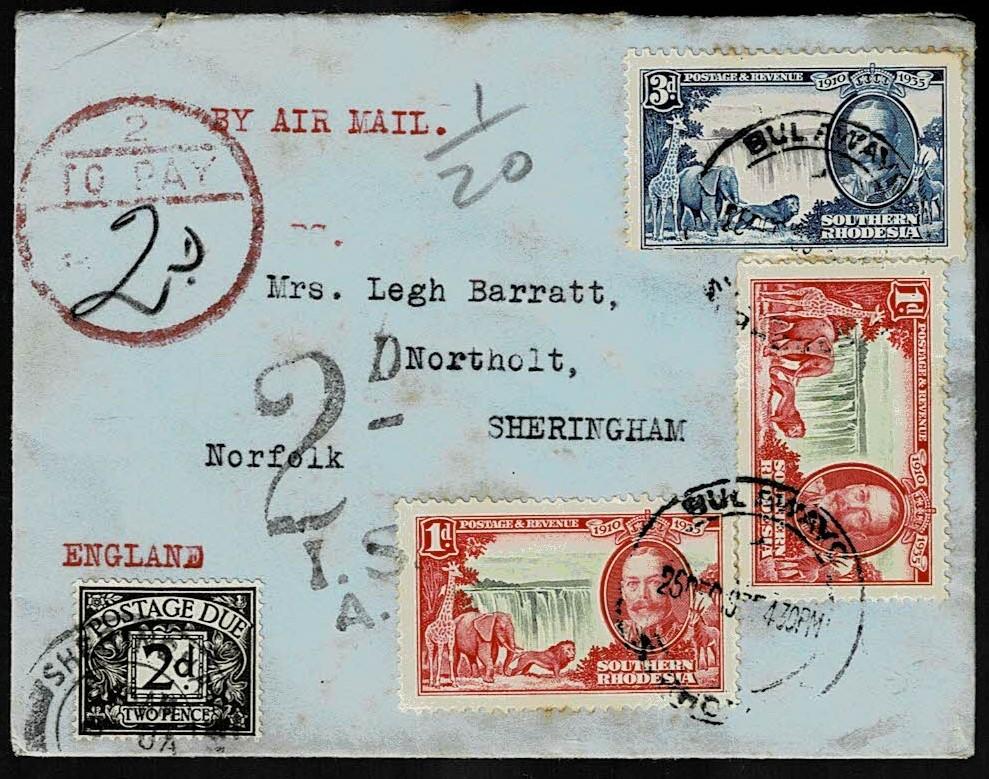 BY AIR MAIL.
1/20
2
TO PAY
2D.
Mrs. Legh Barratt,
Northolt,
SHERINGHAM
Norfolk
ENGLAND
2D
I.S.
A.
3d POSTAGE & REVENUE 1910 1935
SOUTHERN
RHODESIA
BULAWAYO
1d POSTAGE & REVENUE 1910 1935
SOUTHERN
RHODESIA
1d POSTAGE & REVENUE 1910 1935
SOUTHERN
RHODESIA
BULAWAYO
430PM
POSTAGE DUE
2d.
TWO PENCE